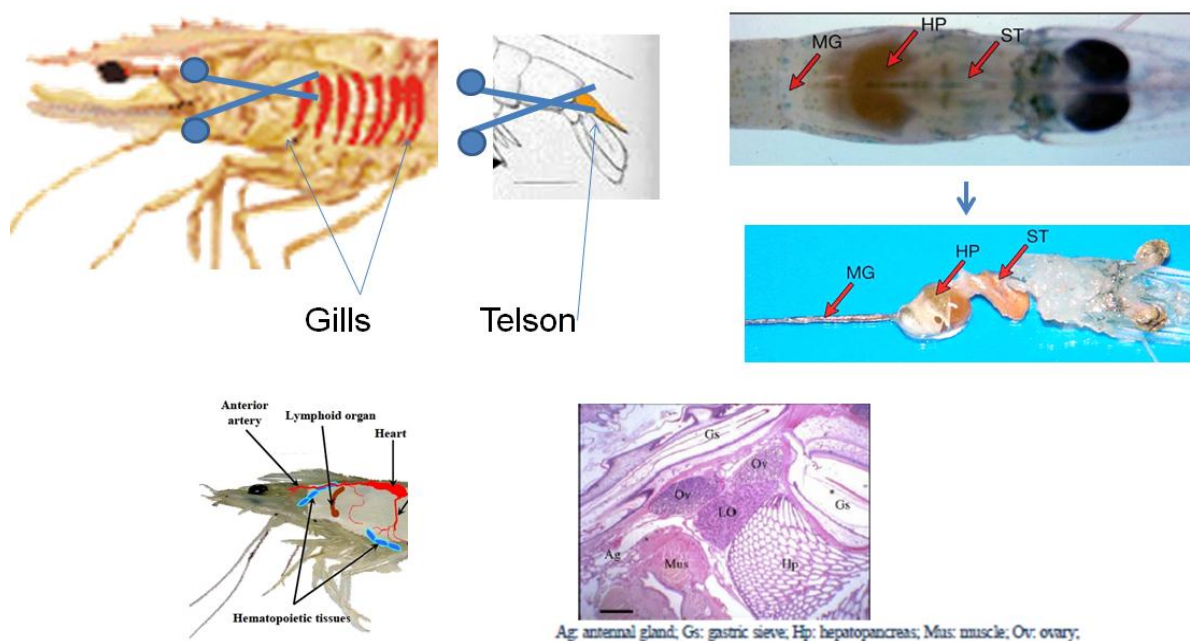 MG
HP
ST
Gills
Telson
MG
HP
ST
Anterior
artery
Lymphoid organ
Heart
Hematopoietic tissues
Gs
Ov
Ov
LO
Gs
Ag
Mus
Hp
Ag: antennal gland; Gs: gastric sieve; Hp: hepatopancreas; Mus: muscle; Ov: ovary;